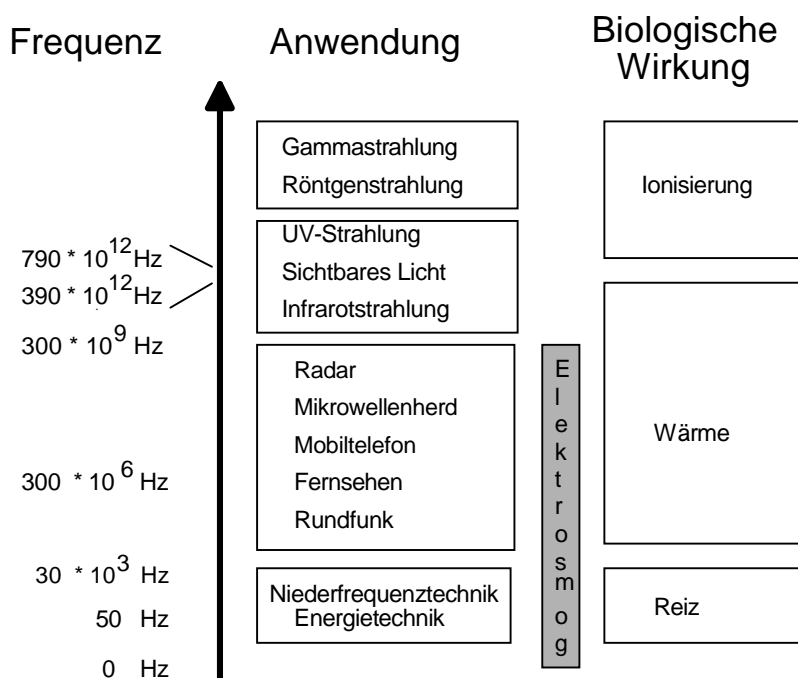 Frequenz
Anwendung
Biologische
Wirkung
790 * 10^12 Hz
390 * 10^12 Hz
300 * 10^9 Hz
300 * 10^6 Hz
30 * 10^3 Hz
50 Hz
0 Hz
Gammastrahlung
Röntgenstrahlung
UV-Strahlung
Sichtbares Licht
Infrarotstrahlung
Radar
Mikrowellenherd
Mobiltelefon
Fernsehen
Rundfunk
Niederfrequenztechnik
Energietechnik
Elektrosmog
Ionisierung
Wärme
Reiz